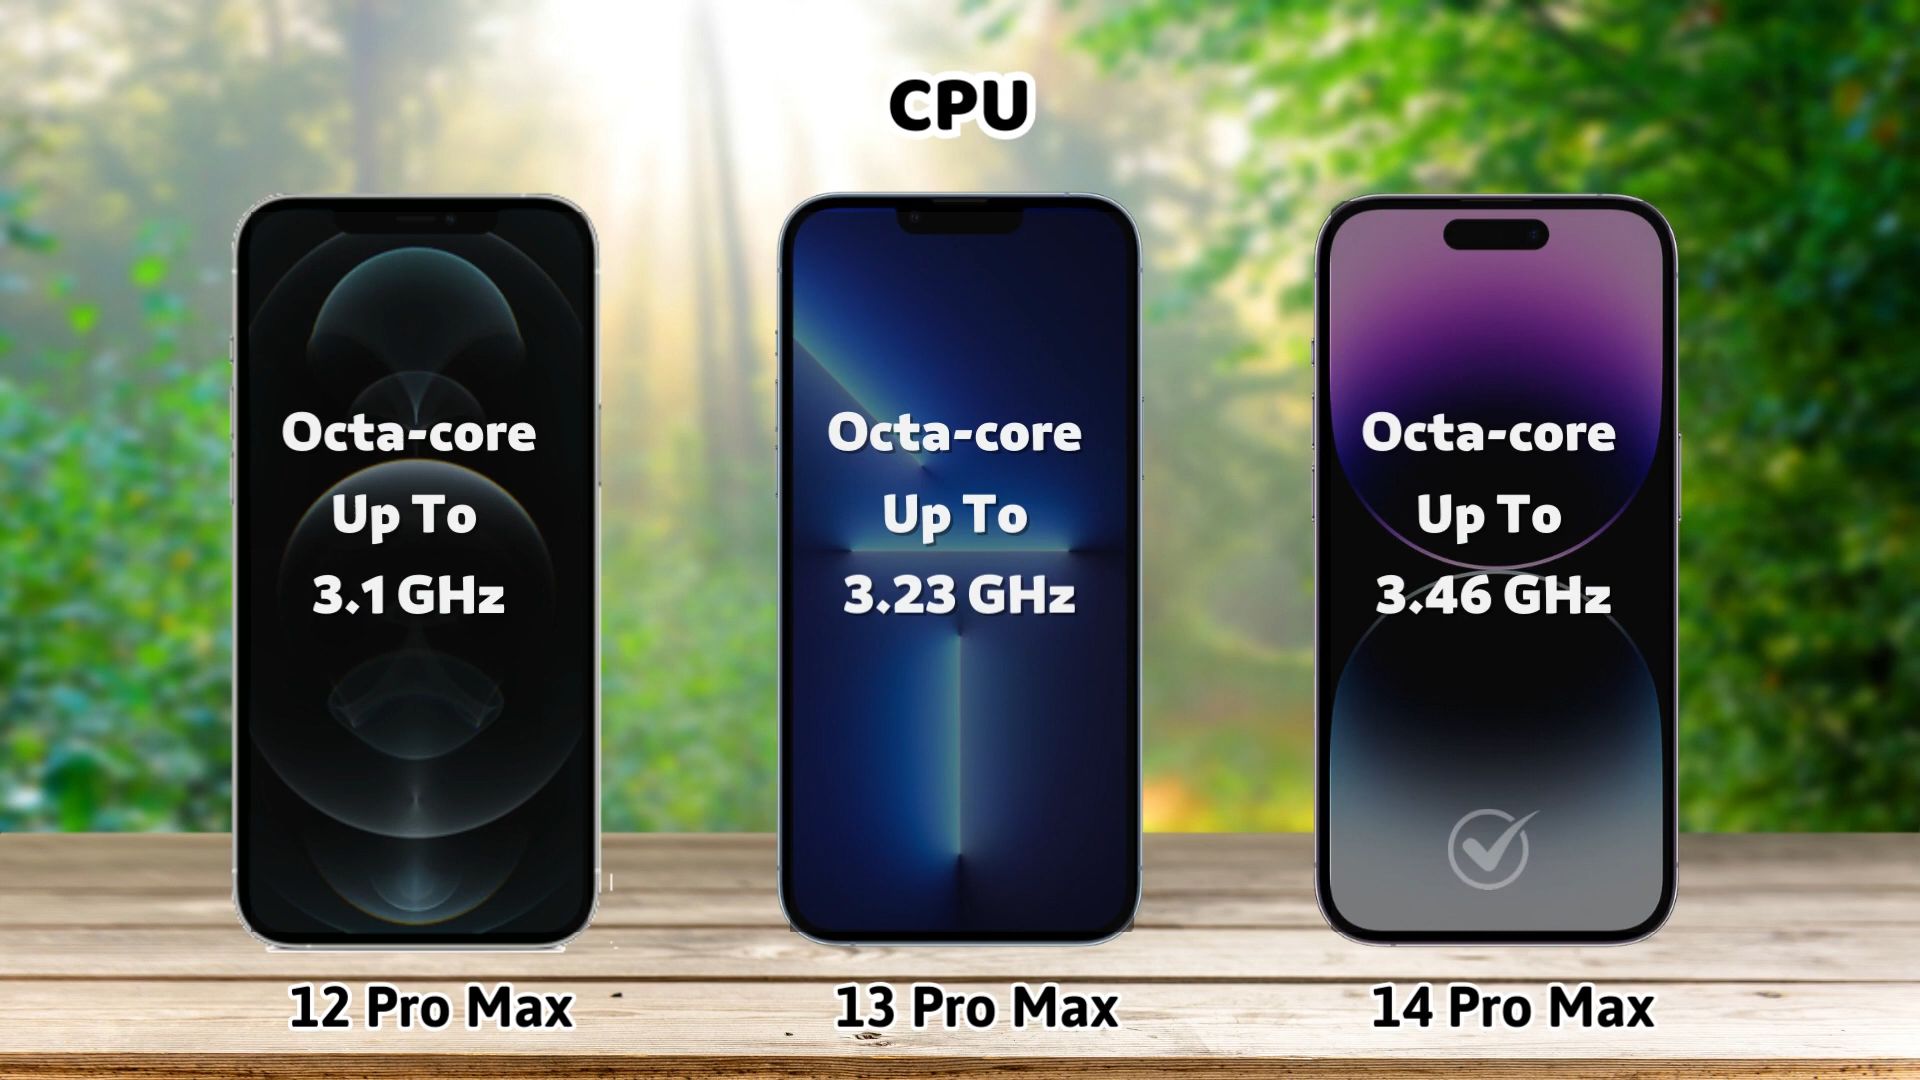 CPU
Octa-core
Up To
3.1 GHz
Octa-core
Up To
3.23 GHz
Octa-core
Up To
3.46 GHz
12 Pro Max
13 Pro Max
14 Pro Max